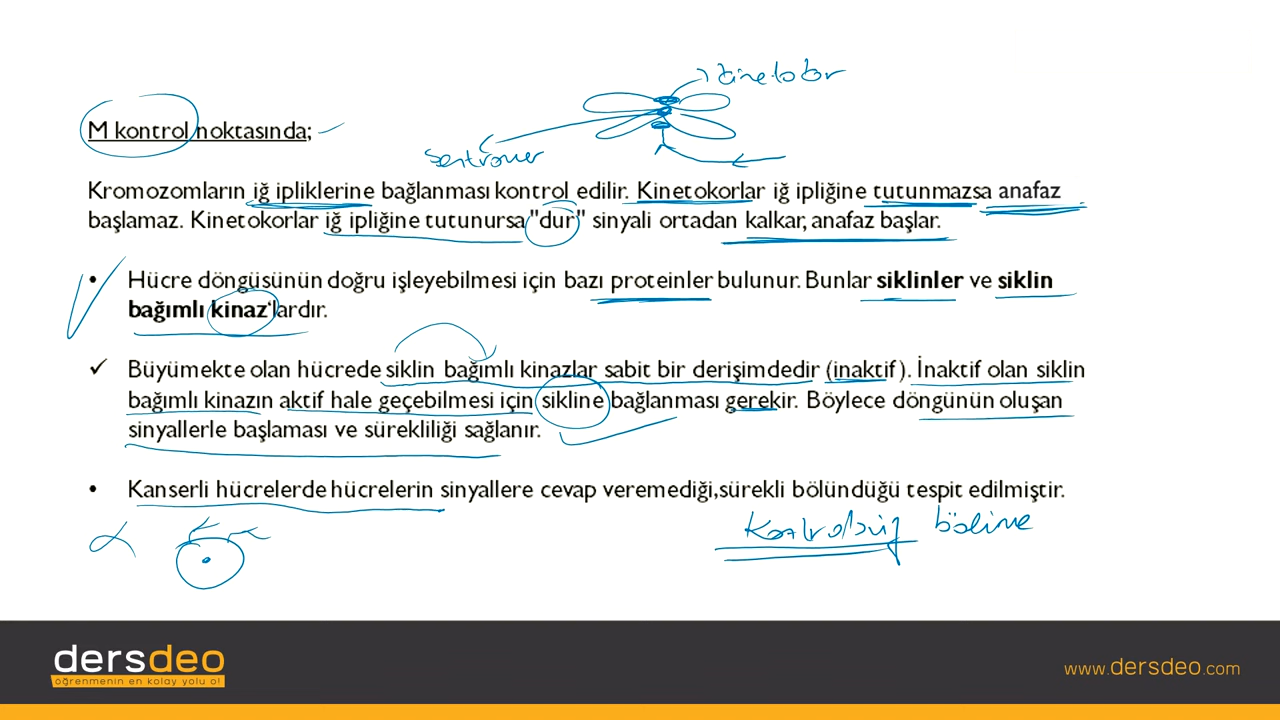 kinetokor
M kontrol noktasında;
Sentromer
Kromozomların iğ ipliklerine bağlanması kontrol edilir. Kinetokorlar iğ ipliğine tutunmazsa anafaz
başlamaz. Kinetokorlar iğ ipliğine tutunursa "dur" sinyali ortadan kalkar, anafaz başlar.
• Hücre döngüsünün doğru işleyebilmesi için bazı proteinler bulunur. Bunlar siklinler ve siklin
bağımlı kinaz'lardır.
✓ Büyümekte olan hücrede siklin bağımlı kinazlar sabit bir derişimdedir (inaktif). İnaktif olan siklin
bağımlı kinazın aktif hale geçebilmesi için sikline bağlanması gerekir. Böylece döngünün oluşan
sinyallerle başlaması ve sürekliliği sağlanır.
• Kanserli hücrelerde hücrelerin sinyallere cevap veremediği,sürekli bölündüğü tespit edilmiştir.
Kontrolsüz bölünme
dersdeo
öğrenmenin en kolay yolu o!
www.dersdeo.com